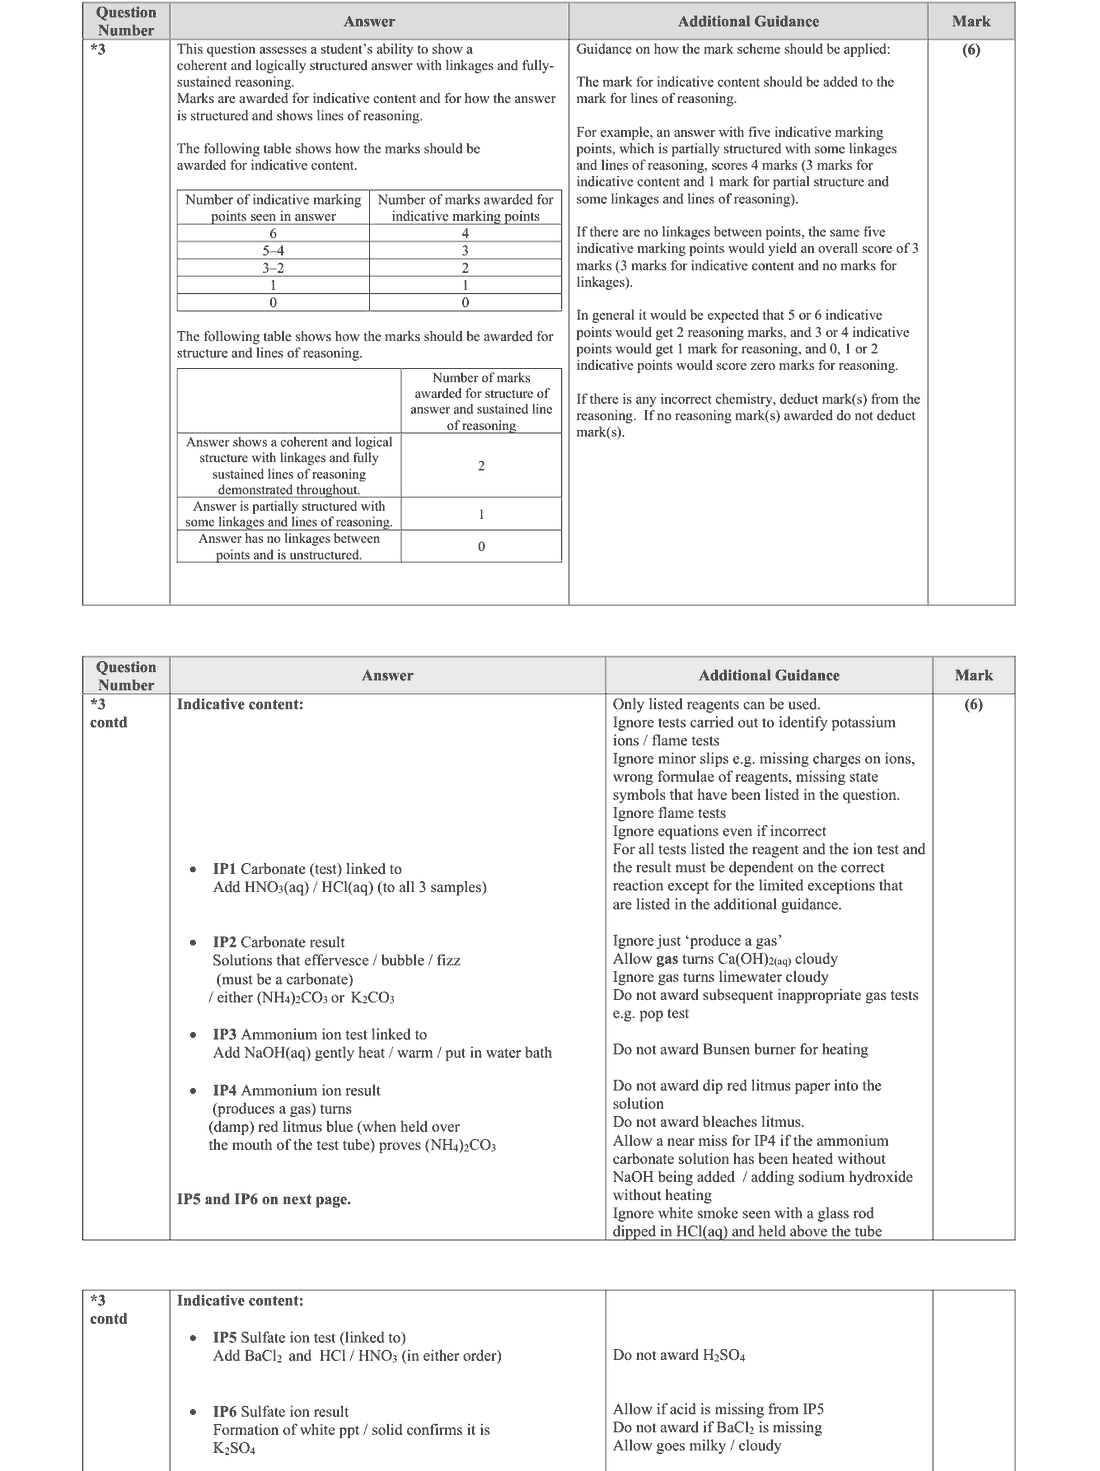 Question Number
Answer
Additional Guidance
Mark
*3
This question assesses a student's ability to show a
coherent and logically structured answer with linkages and fully-
sustained reasoning.
Marks are awarded for indicative content and for how the answer
is structured and shows lines of reasoning.
The following table shows how the marks should be
awarded for indicative content.
Number of indicative marking
points seen in answer
Number of marks awarded for
indicative marking points
6
4
5–4
3
3–2
2
1
1
0
0
The following table shows how the marks should be awarded for
structure and lines of reasoning.
Number of marks
awarded for structure of
answer and sustained line
of reasoning
Answer shows a coherent and logical
structure with linkages and fully
sustained lines of reasoning
demonstrated throughout.
2
Answer is partially structured with
some linkages and lines of reasoning.
1
Answer has no linkages between
points and is unstructured.
0
Guidance on how the mark scheme should be applied:
The mark for indicative content should be added to the
mark for lines of reasoning.
For example, an answer with five indicative marking
points, which is partially structured with some linkages
and lines of reasoning, scores 4 marks (3 marks for
indicative content and 1 mark for partial structure and
some linkages and lines of reasoning).
If there are no linkages between points, the same five
indicative marking points would yield an overall score of 3
marks (3 marks for indicative content and no marks for
linkages).
In general it would be expected that 5 or 6 indicative
points would get 2 reasoning marks, and 3 or 4 indicative
points would get 1 mark for reasoning, and 0, 1 or 2
indicative points would score zero marks for reasoning.
If there is any incorrect chemistry, deduct mark(s) from the
reasoning. If no reasoning mark(s) awarded do not deduct
mark(s).
(6)
Question Number
Answer
Additional Guidance
Mark
*3
contd
Indicative content:
• IP1 Carbonate (test) linked to
Add HNO₃(aq) / HCl(aq) (to all 3 samples)
• IP2 Carbonate result
Solutions that effervesce / bubble / fizz
(must be a carbonate)
/ either (NH₄)₂CO₃ or K₂CO₃
• IP3 Ammonium ion test linked to
Add NaOH(aq) gently heat / warm / put in water bath
• IP4 Ammonium ion result
(produces a gas) turns
(damp) red litmus blue (when held over
the mouth of the test tube) proves (NH₄)₂CO₃
IP5 and IP6 on next page.
Only listed reagents can be used.
Ignore tests carried out to identify potassium
ions / flame tests
Ignore minor slips e.g. missing charges on ions,
wrong formulae of reagents, missing state
symbols that have been listed in the question.
Ignore flame tests
Ignore equations even if incorrect
For all tests listed the reagent and the ion test and
the result must be dependent on the correct
reaction except for the limited exceptions that
are listed in the additional guidance.
Ignore just ‘produce a gas’
Allow gas turns Ca(OH)₂(aq) cloudy
Ignore gas turns limewater cloudy
Do not award subsequent inappropriate gas tests
e.g. pop test
Do not award Bunsen burner for heating
Do not award dip red litmus paper into the
solution
Do not award bleaches litmus.
Allow a near miss for IP4 if the ammonium
carbonate solution has been heated without
NaOH being added / adding sodium hydroxide
without heating
Ignore white smoke seen with a glass rod
dipped in HCl(aq) and held above the tube
(6)
*3
contd
Indicative content:
• IP5 Sulfate ion test (linked to)
Add BaCl₂ and HCl / HNO₃ (in either order)
• IP6 Sulfate ion result
Formation of white ppt / solid confirms it is
K₂SO₄
Do not award H₂SO₄
Allow if acid is missing from IP5
Do not award if BaCl₂ is missing
Allow goes milky / cloudy